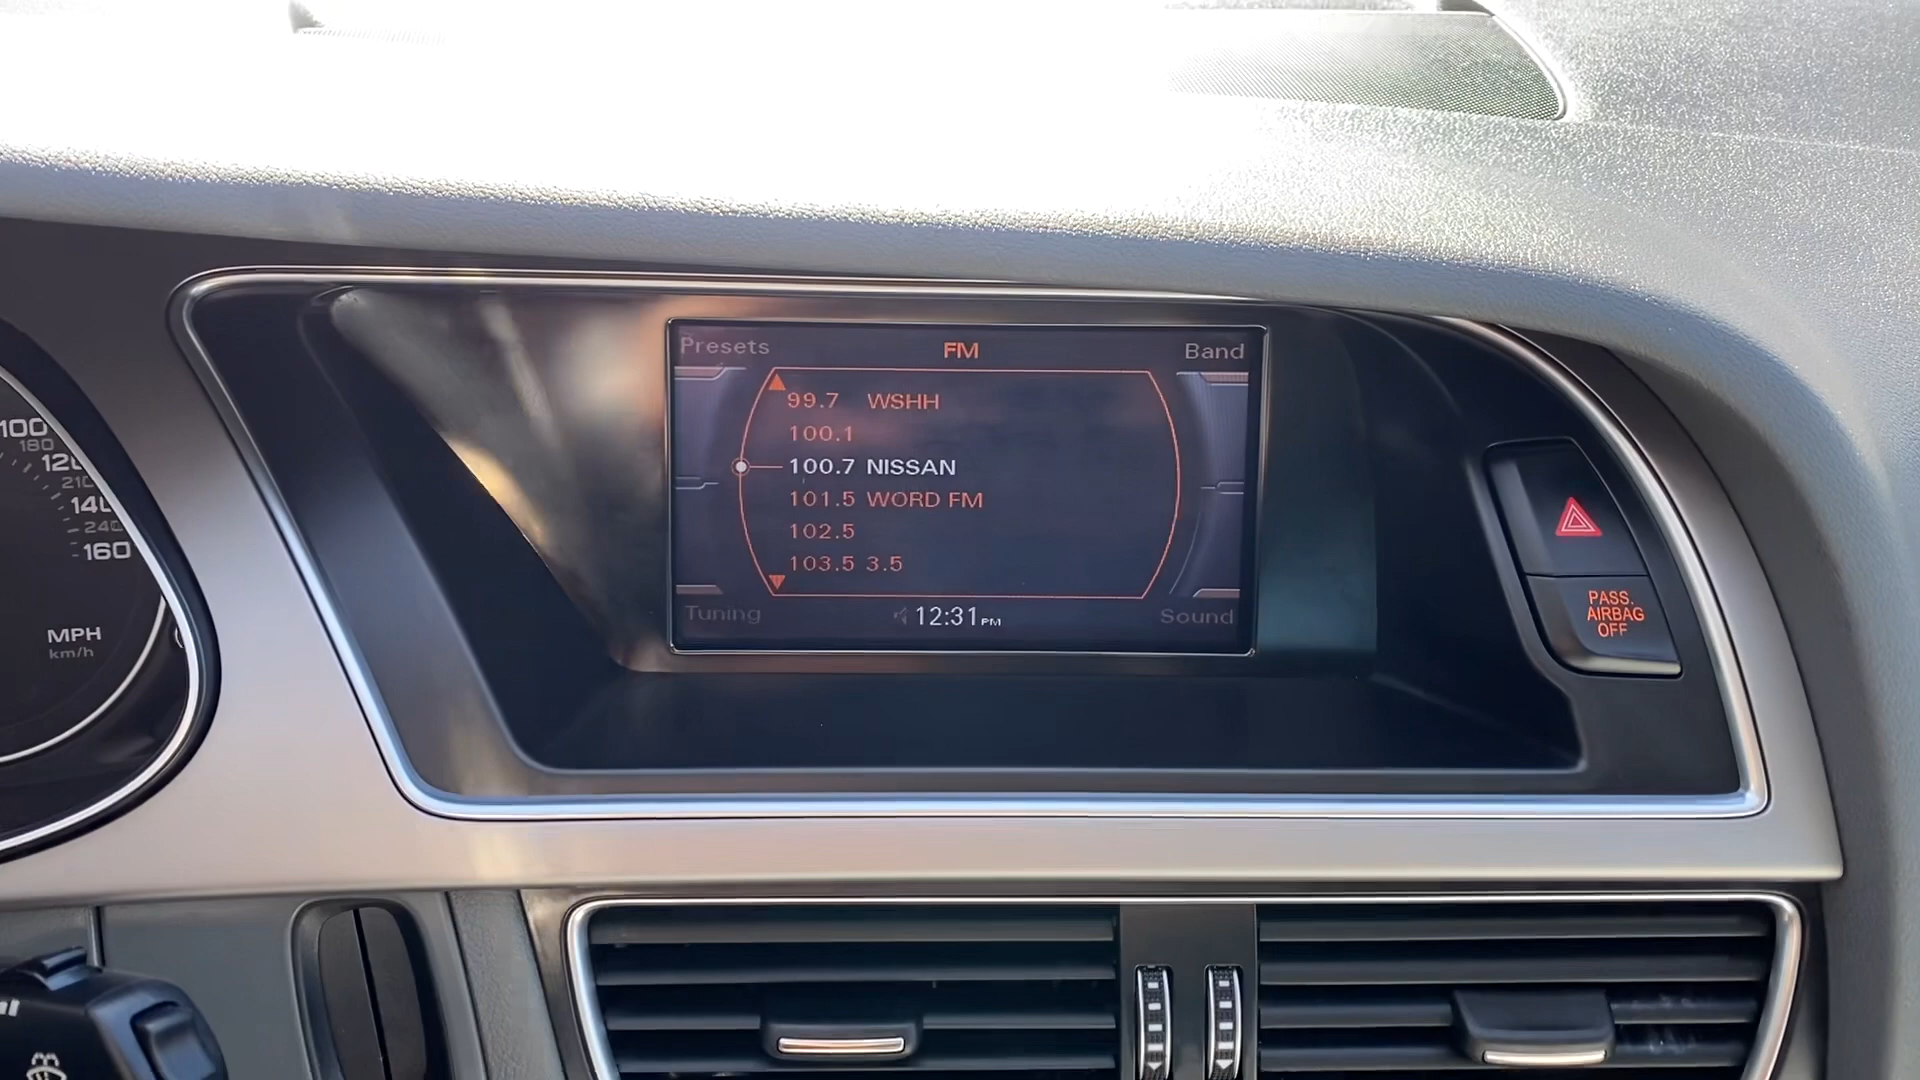 Presets FM Band
99.7 WSHH
100.1
100.7 NISSAN
101.5 WORD FM
102.5
103.5 3.5
Tuning 12:31 PM Sound
100
180
120
210
140
240
160
MPH
km/h
PASS.
AIRBAG
OFF